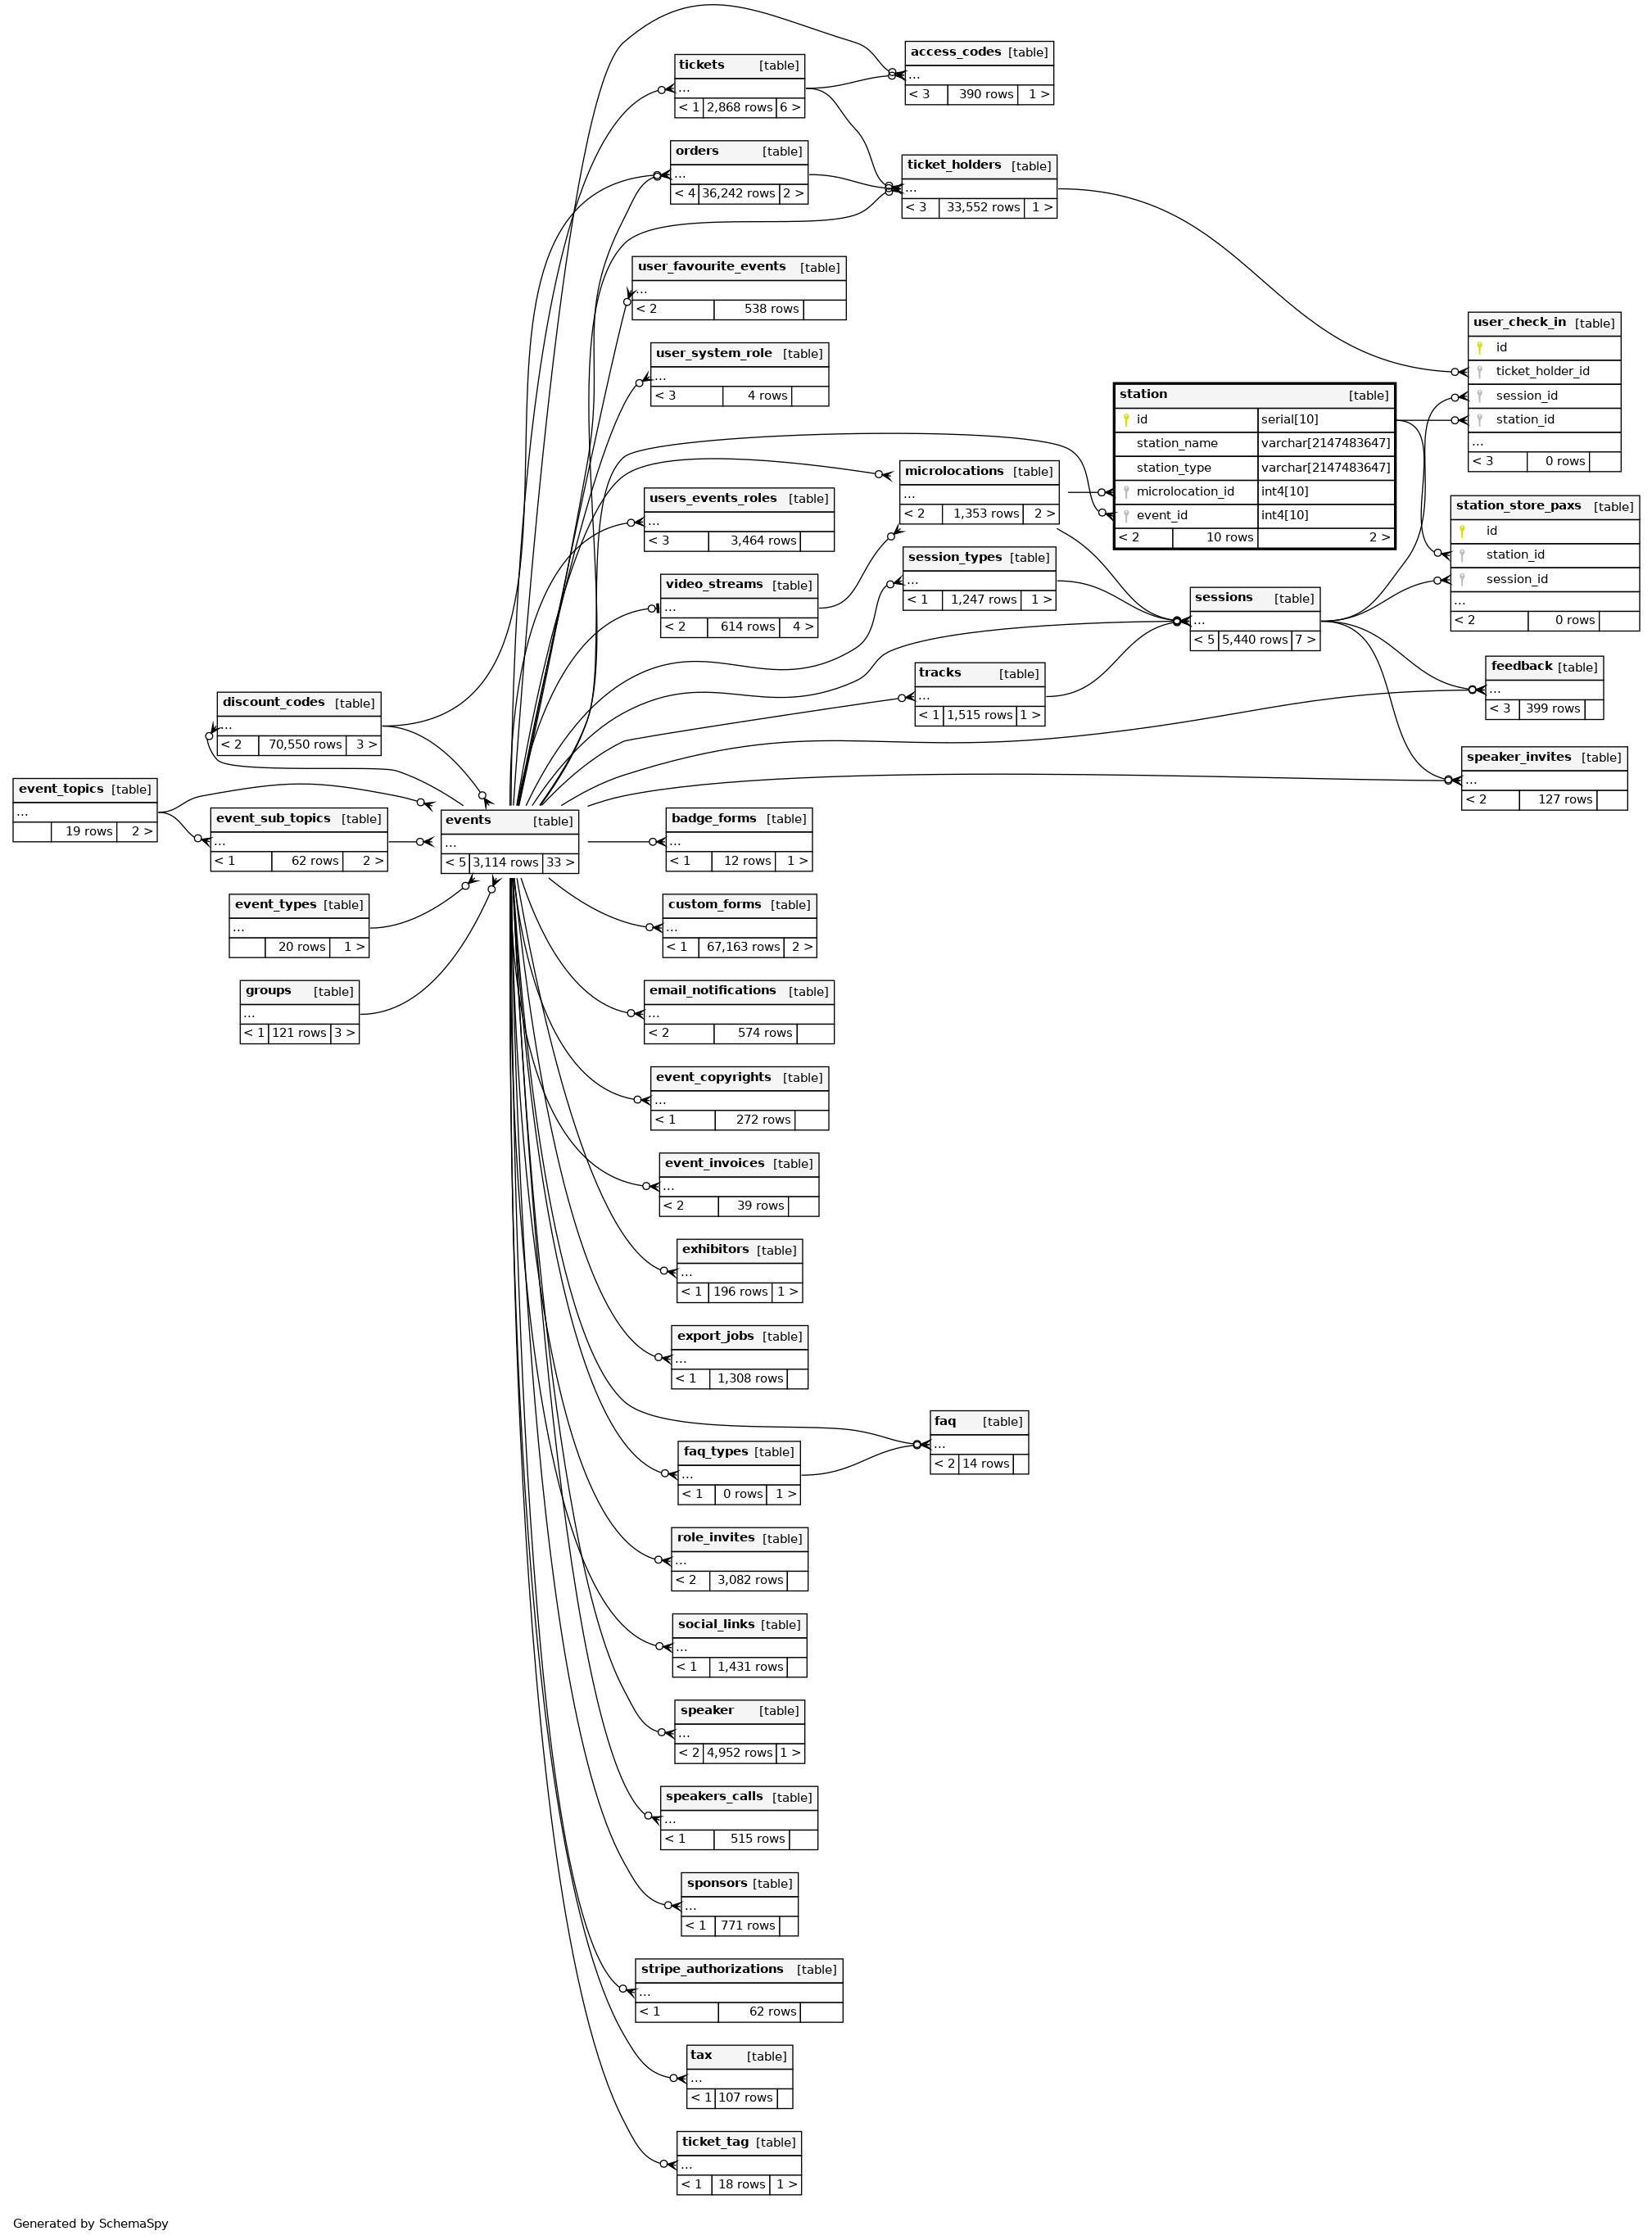 access_codes [table]
...
< 3 390 rows 1 >
tickets [table]
...
< 1 2,868 rows 6 >
orders [table]
...
< 4 36,242 rows 2 >
ticket_holders [table]
...
< 3 33,552 rows 1 >
user_favourite_events [table]
...
< 2 538 rows
user_system_role [table]
...
< 3 4 rows
user_check_in [table]
id
ticket_holder_id
session_id
station_id
...
< 3 0 rows
station [table]
id serial[10]
station_name varchar[2147483647]
station_type varchar[2147483647]
microlocation_id int4[10]
event_id int4[10]
< 2 10 rows 2 >
microlocations [table]
...
< 2 1,353 rows 2 >
users_events_roles [table]
...
< 3 3,464 rows
station_store_paxs [table]
id
station_id
session_id
...
< 2 0 rows
session_types [table]
...
< 1 1,247 rows 1 >
video_streams [table]
...
< 2 614 rows 4 >
sessions [table]
...
< 5 5,440 rows 7 >
tracks [table]
...
< 1 1,515 rows 1 >
feedback [table]
...
< 3 399 rows
discount_codes [table]
...
< 2 70,550 rows 3 >
speaker_invites [table]
...
< 2 127 rows
event_topics [table]
...
19 rows 2 >
event_sub_topics [table]
...
< 1 62 rows 2 >
events [table]
...
< 5 3,114 rows 33 >
badge_forms [table]
...
< 1 12 rows 1 >
event_types [table]
...
20 rows 1 >
custom_forms [table]
...
< 1 67,163 rows 2 >
groups [table]
...
< 1 121 rows 3 >
email_notifications [table]
...
< 2 574 rows
event_copyrights [table]
...
< 1 272 rows
event_invoices [table]
...
< 2 39 rows
exhibitors [table]
...
< 1 196 rows 1 >
export_jobs [table]
...
< 1 1,308 rows
faq [table]
...
< 2 14 rows
faq_types [table]
...
< 1 0 rows 1 >
role_invites [table]
...
< 2 3,082 rows
social_links [table]
...
< 1 1,431 rows
speaker [table]
...
< 2 4,952 rows 1 >
speakers_calls [table]
...
< 1 515 rows
sponsors [table]
...
< 1 771 rows
stripe_authorizations [table]
...
< 1 62 rows
tax [table]
...
< 1 107 rows
ticket_tag [table]
...
< 1 18 rows 1 >
Generated by SchemaSpy